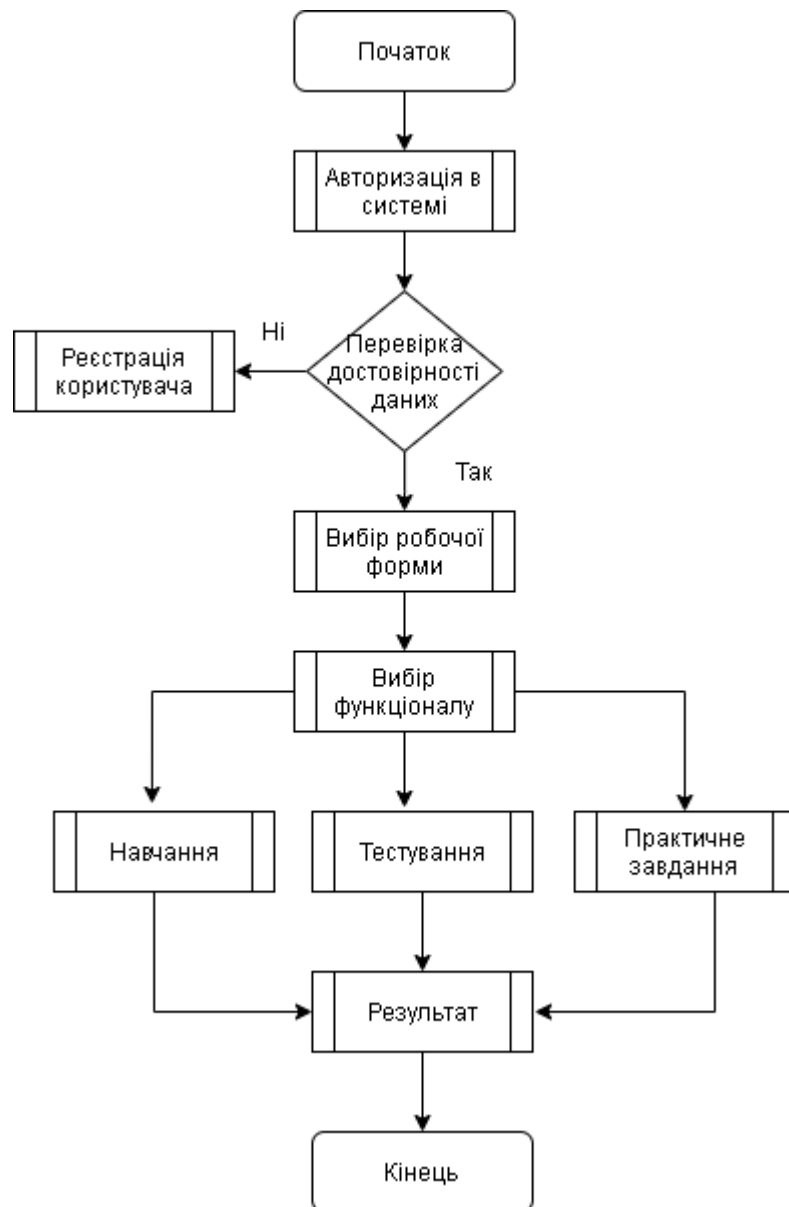 Початок
Авторизація в
системі
Ні
Перевірка
достовірності
даних
Реєстрація
користувача
Так
Вибір робочої
форми
Вибір
функціоналу
Навчання
Тестування
Практичне
завдання
Результат
Кінець